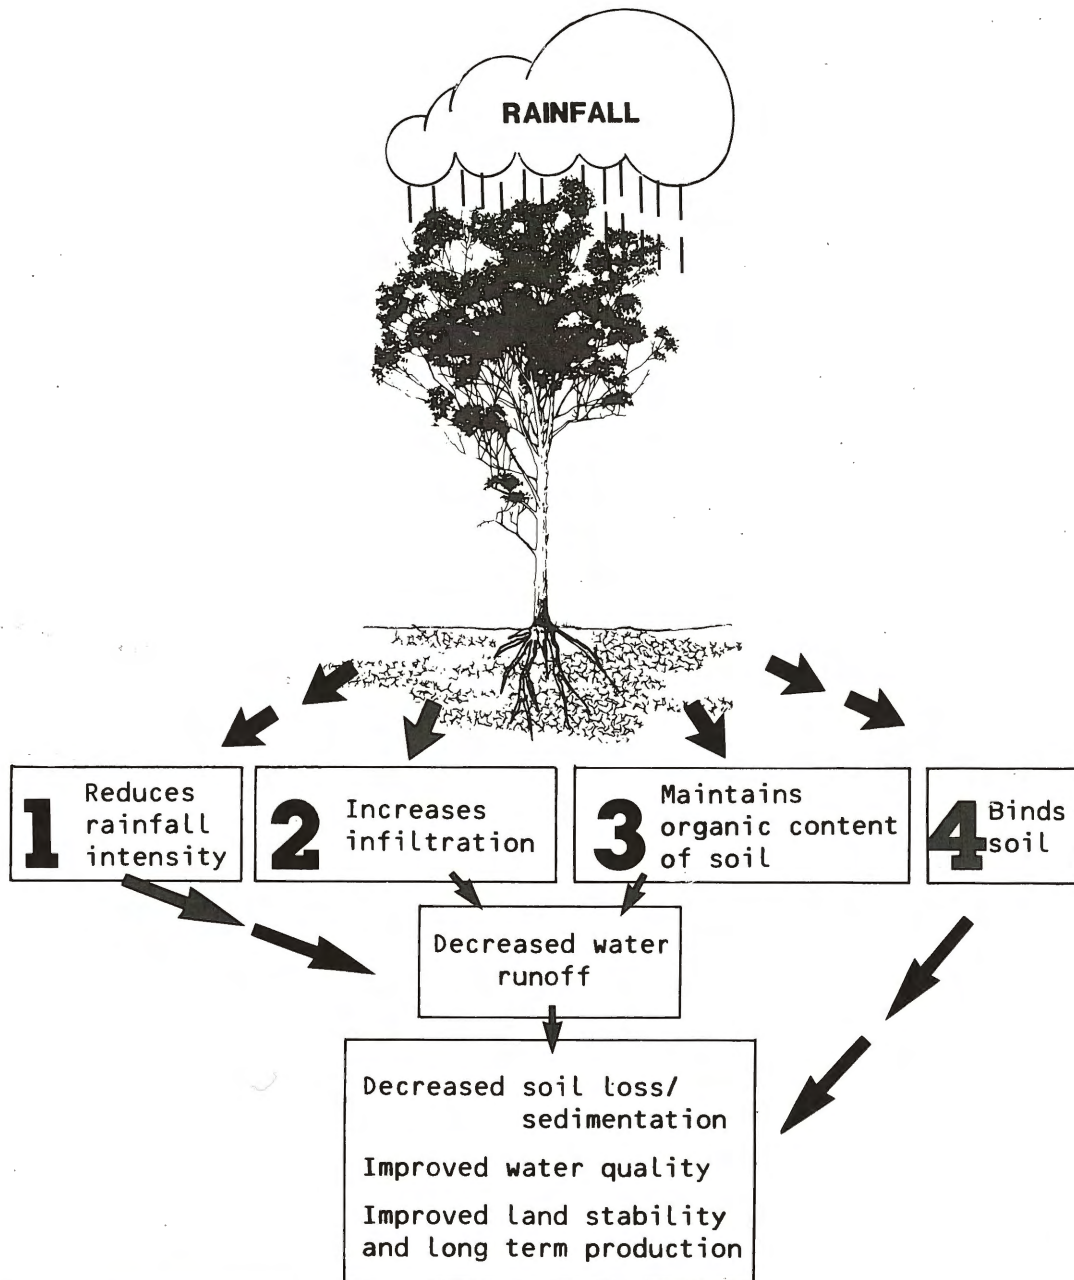 RAINFALL
1 Reduces
rainfall
intensity
2 Increases
infiltration
3 Maintains
organic content
of soil
4 Binds
soil
Decreased water
runoff
Decreased soil loss/
sedimentation
Improved water quality
Improved land stability
and long term production